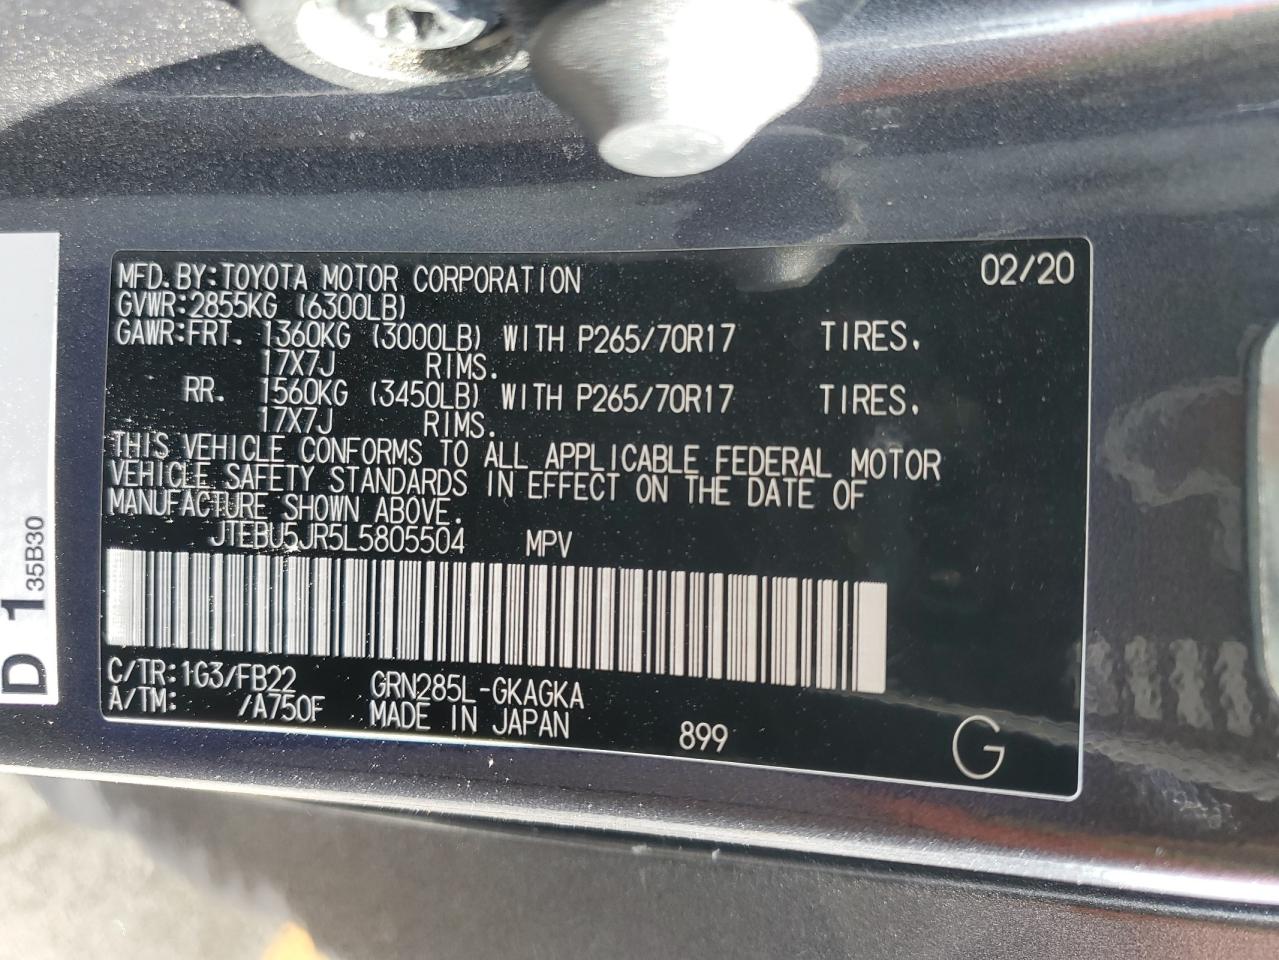 MFD. BY: TOYOTA MOTOR CORPORATION 02/20
GVWR: 2855KG (6300LB)
GAWR: FRT. 1360KG (3000LB) WITH P265/70R17 TIRES.
17X7J RIMS.
RR. 1560KG (3450LB) WITH P265/70R17 TIRES.
17X7J RIMS.
THIS VEHICLE CONFORMS TO ALL APPLICABLE FEDERAL MOTOR
VEHICLE SAFETY STANDARDS IN EFFECT ON THE DATE OF
MANUFACTURE SHOWN ABOVE.
JTEBU5JR5L5805504 MPV
C/TR: 1G3/FB22 GRN285L-GKAGKA
A/TM: /A750F MADE IN JAPAN 899 G
D 1 35B30